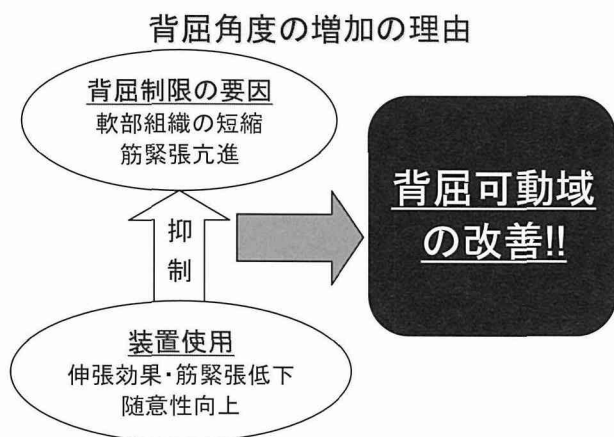 背屈角度の増加の理由
背屈制限の要因
軟部組織の短縮
筋緊張亢進
抑
制
装置使用
伸張効果・筋緊張低下
随意性向上
背屈可動域
の改善!!